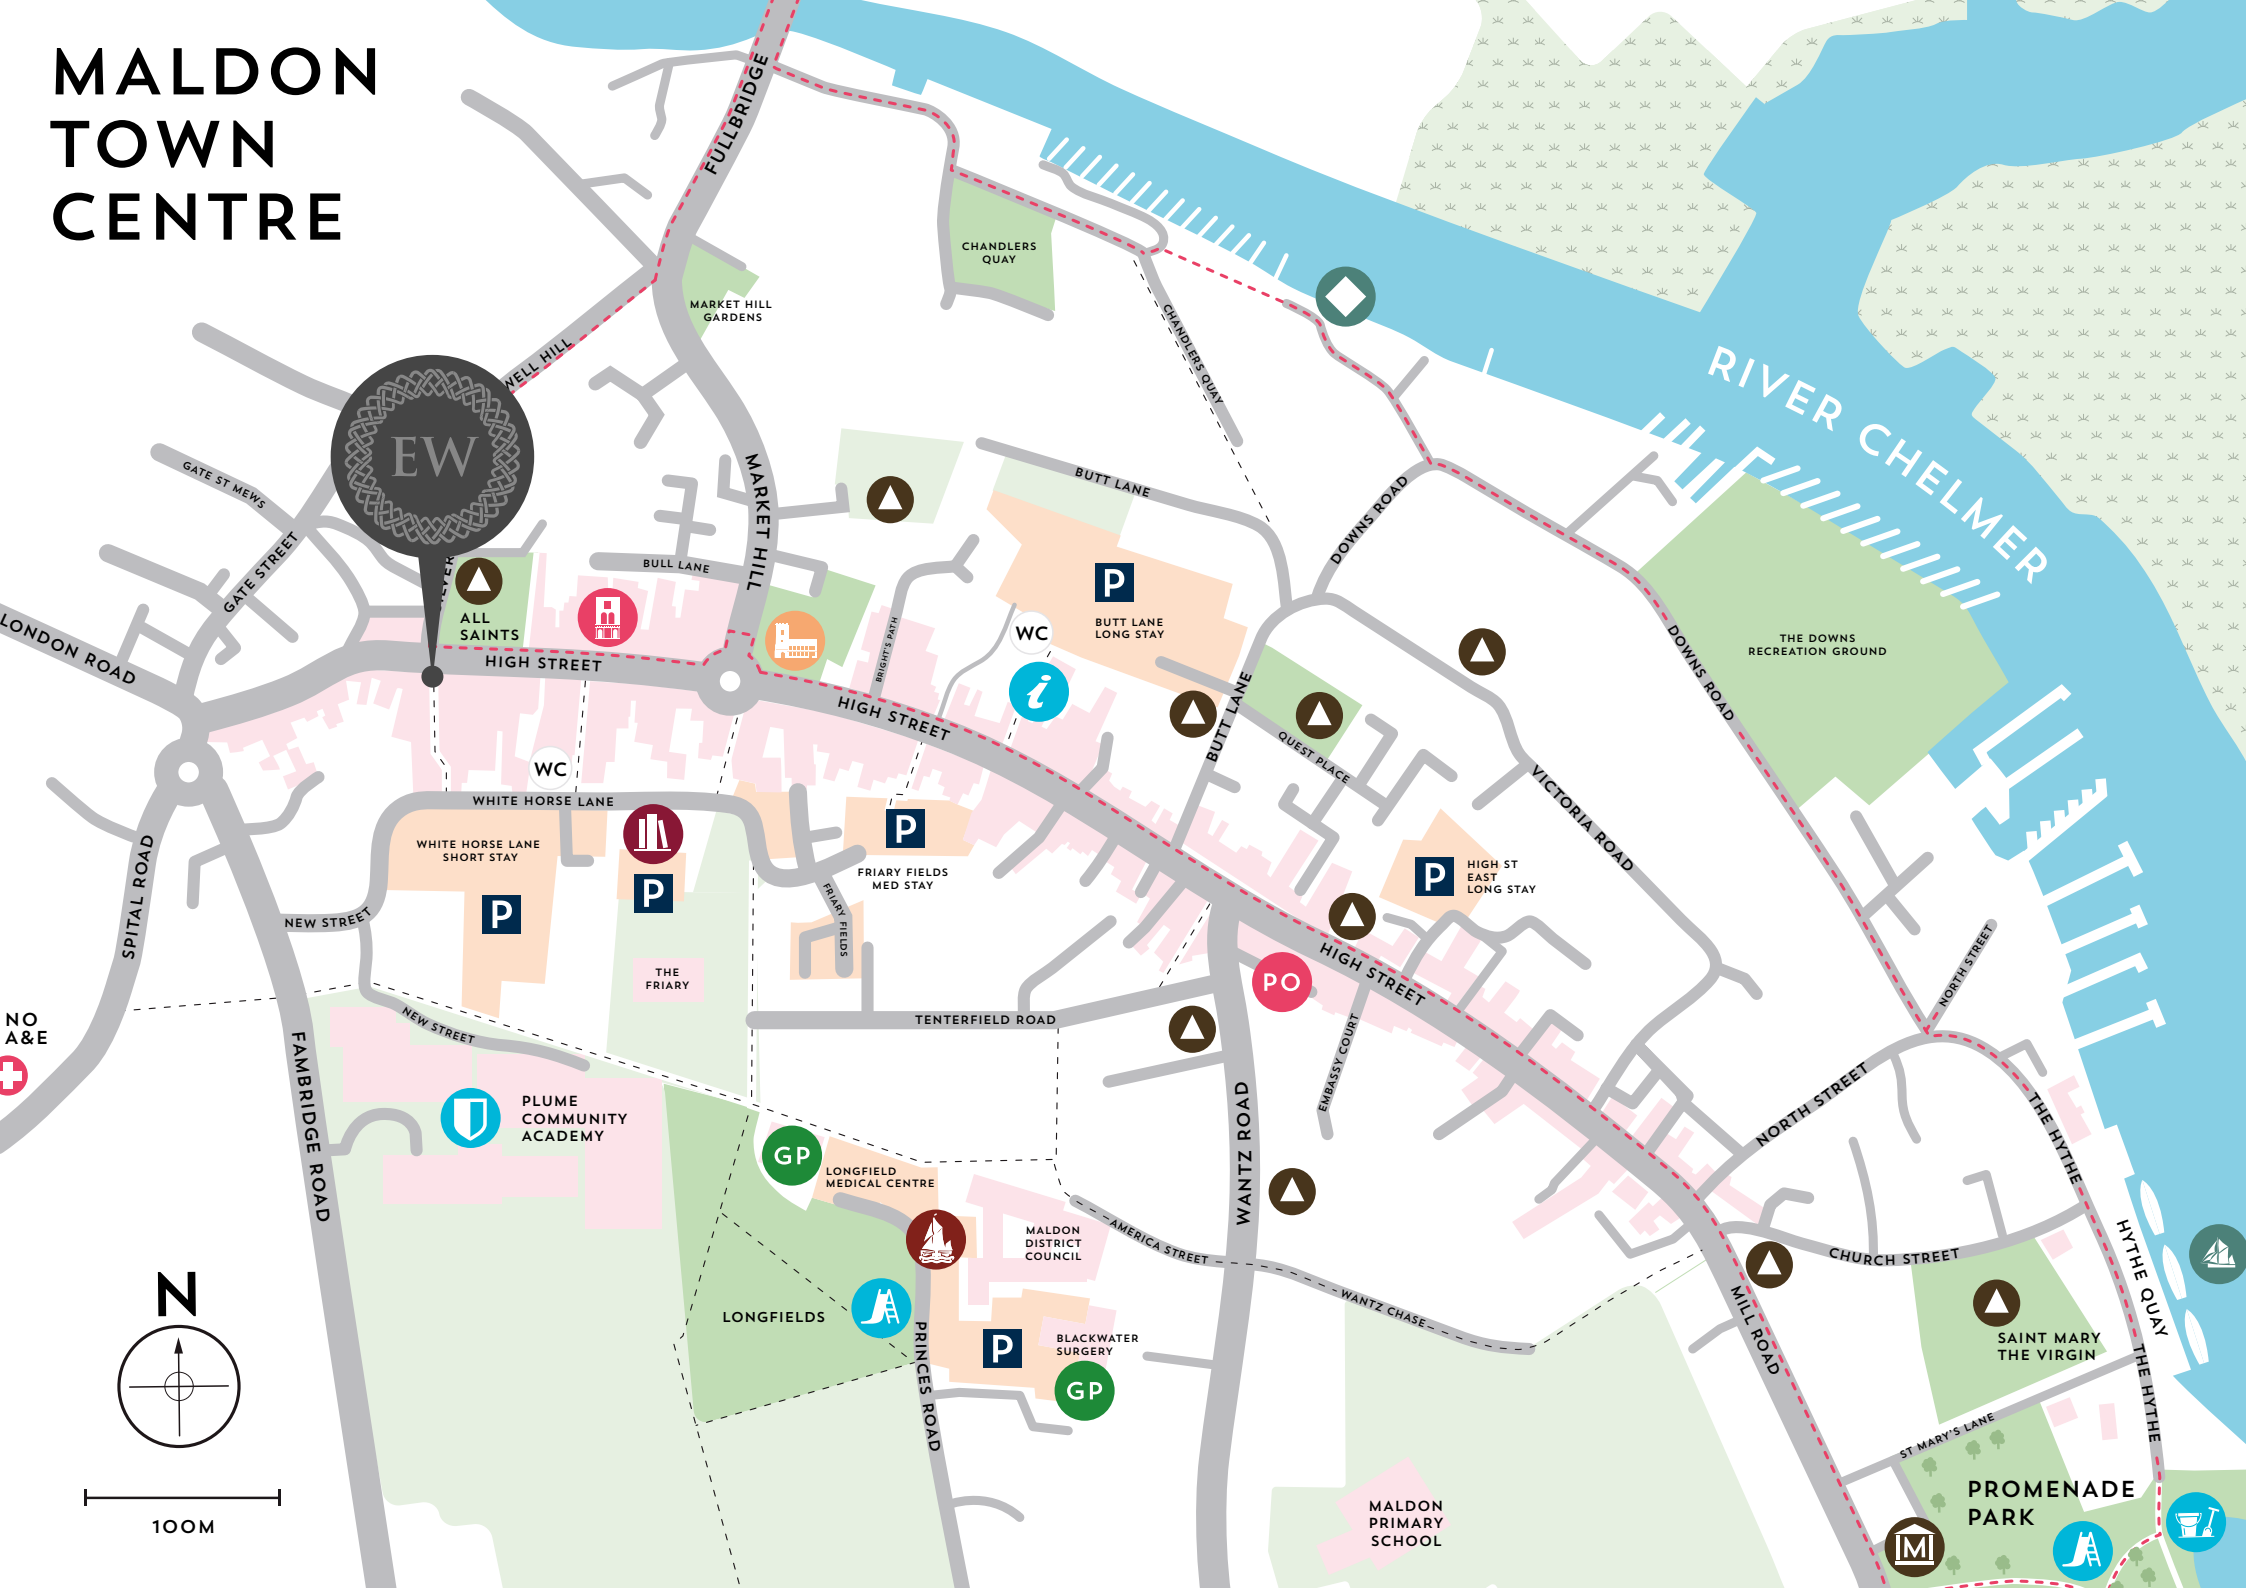 MALDON
TOWN
CENTRE
FULLBRIDGE
CHANDLERS
QUAY
MARKET HILL
GARDENS
CHANDLERS QUAY
WELL HILL
RIVER CHELMER
EW
GATE ST MEWS
GATE STREET
MARKET HILL
BUTT LANE
DOWNS ROAD
BULL LANE
P
BUTT LANE
LONG STAY
WC
i
ALL
SAINTS
LONDON ROAD
HIGH STREET
BRIGHT'S PATH
HIGH STREET
BUTT LANE
QUEST PLACE
DOWNS ROAD
THE DOWNS
RECREATION GROUND
VICTORIA ROAD
WC
WHITE HORSE LANE
WHITE HORSE LANE
SHORT STAY
P
P
P
FRIARY FIELDS
MED STAY
FRIARY FIELDS
P
HIGH ST
EAST
LONG STAY
SPITAL ROAD
NEW STREET
THE
FRIARY
NEW STREET
TENTERFIELD ROAD
PO
HIGH STREET
NORTH STREET
NO
A&E
FAMBRIDGE ROAD
PLUME
COMMUNITY
ACADEMY
EMBASSY COURT
WANTZ ROAD
NORTH STREET
THE HYTHE
GP
LONGFIELD
MEDICAL CENTRE
MALDON
DISTRICT
COUNCIL
AMERICA STREET
WANTZ CHASE
CHURCH STREET
HYTHE QUAY
MILL ROAD
SAINT MARY
THE VIRGIN
THE HYTHE
LONGFIELDS
PRINCES ROAD
P
BLACKWATER
SURGERY
GP
ST MARY'S LANE
N
100M
MALDON
PRIMARY
SCHOOL
PROMENADE
PARK
M